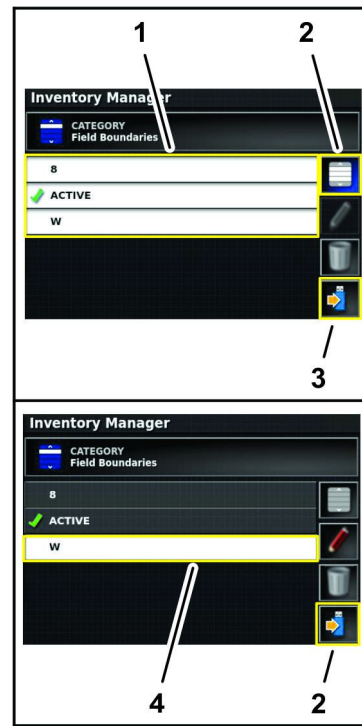 1
2
Inventory Manager
CATEGORY
Field Boundaries
8
ACTIVE
W
3
Inventory Manager
CATEGORY
Field Boundaries
8
ACTIVE
W
4
2